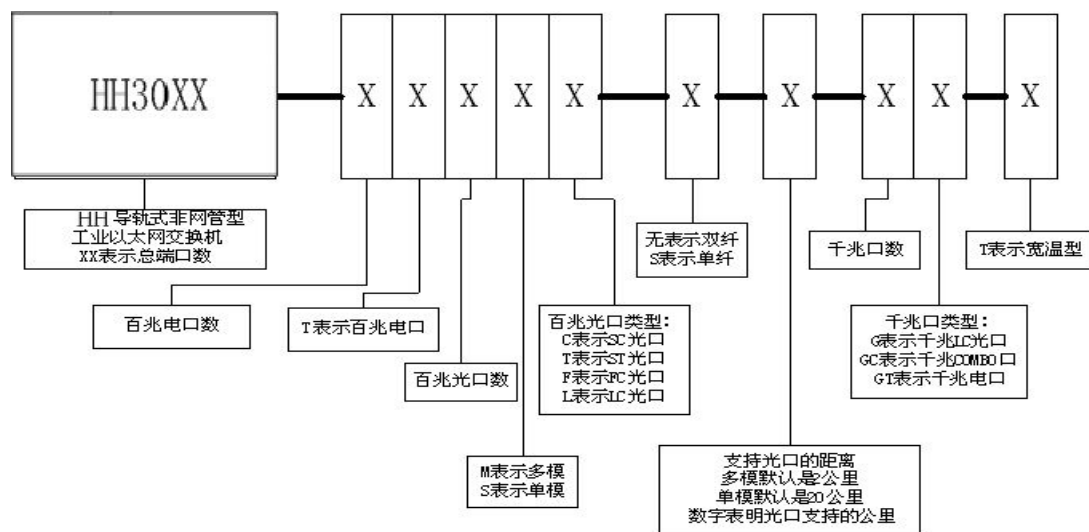 HH30XX
X
X
X
X
X
X
X
X
X
X
HH导轨式非网管型
工业以太网交换机
XX表示总端口数
无表示双纤
S表示单纤
千兆口数
T表示宽温型
百兆电口数
T表示百兆电口
百兆光口数
百兆光口类型:
C表示SC光口
T表示ST光口
F表示FC光口
L表示LC光口
千兆口类型:
G表示千兆LC光口
GC表示千兆COMBO口
GT表示千兆电口
M表示多模
S表示单模
支持光口的距离
多模默认是2公里
单模默认是20公里
数字表明光口支持的公里